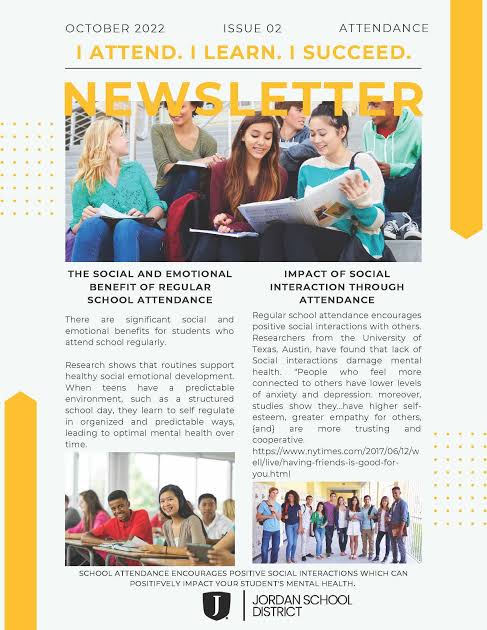 OCTOBER 2022 ISSUE 02 ATTENDANCE
I ATTEND. I LEARN. I SUCCEED.
NEWSLETTER
THE SOCIAL AND EMOTIONAL
BENEFIT OF REGULAR
SCHOOL ATTENDANCE
There are significant social and
emotional benefits for students who
attend school regularly.
Research shows that routines support
healthy social emotional development.
When teens have a predictable
environment, such as a structured
school day, they learn to self regulate
in organized and predictable ways,
leading to optimal mental health over
time.
IMPACT OF SOCIAL
INTERACTION THROUGH
ATTENDANCE
Regular school attendance encourages
positive social interactions with others.
Researchers from the University of
Texas, Austin, have found that lack of
Social interactions damage mental
health. "People who feel more
connected to others have lower levels
of anxiety and depression. moreover,
studies show they...have higher self-
esteem, greater empathy for others,
{and} are more trusting and
cooperative.
https://www.nytimes.com/2017/06/12/w
ell/live/having-friends-is-good-for-
you.html
SCHOOL ATTENDANCE ENCOURAGES POSITIVE SOCIAL INTERACTIONS WHICH CAN
POSITIFVELY IMPACT YOUR STUDENT'S MENTAL HEALTH.
J
JORDAN SCHOOL
DISTRICT